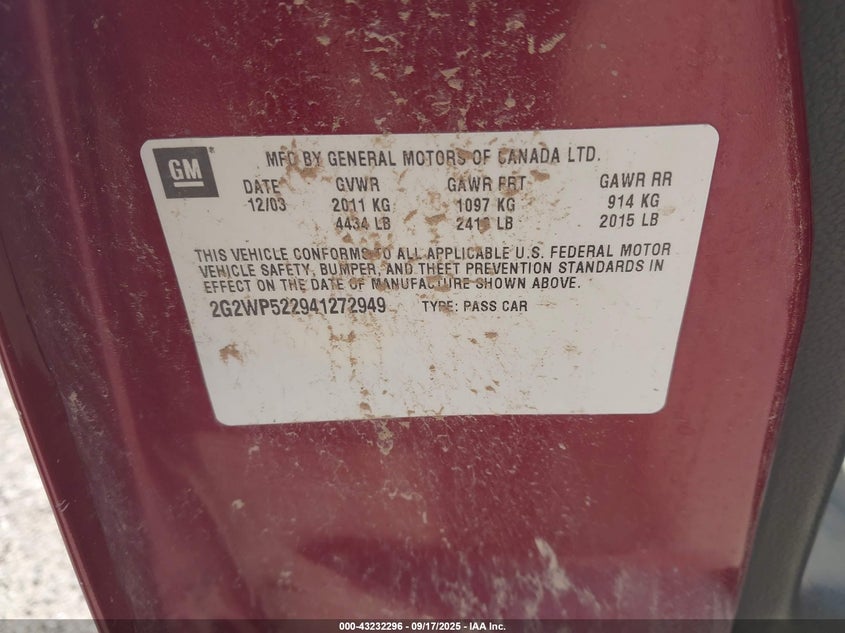 GM
MFD BY GENERAL MOTORS OF CANADA LTD.
DATE GVWR GAWR FRT GAWR RR
12/03 2011 KG 1097 KG 914 KG
4434 LB 2419 LB 2015 LB
THIS VEHICLE CONFORMS TO ALL APPLICABLE U.S. FEDERAL MOTOR
VEHICLE SAFETY, BUMPER, AND THEFT PREVENTION STANDARDS IN
EFFECT ON THE DATE OF MANUFACTURE SHOWN ABOVE.
2G2WP522941272949 TYPE: PASS CAR
000-43232296 - 09/17/2025 - IAA Inc.